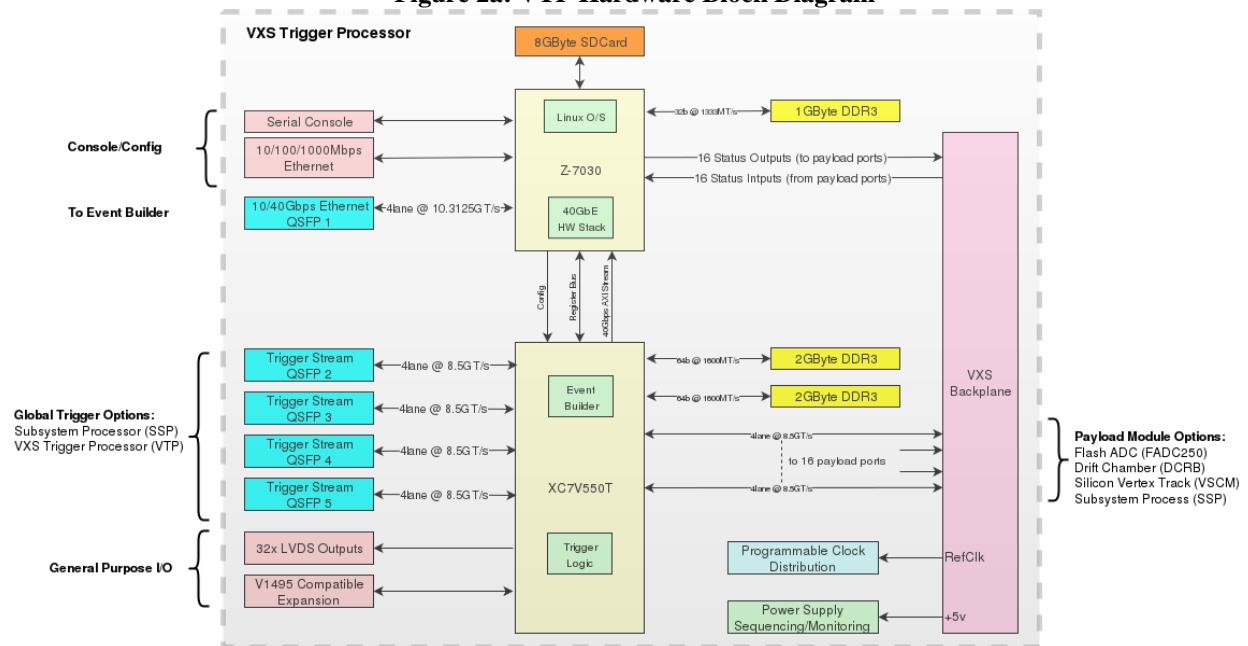 Figure 2a: VTP Hardware Block Diagram
VXS Trigger Processor
8GByte SDCard
Linux O/S
32b @ 1333MT/s
1GByte DDR3
Serial Console
Console/Config
10/100/1000Mbps
Ethernet
Z-7030
16 Status Outputs (to payload ports)
16 Status Intputs (from payload ports)
To Event Builder
10/40Gbps Ethernet
QSFP 1
4lane @ 10.3125GT/s
40GbE
HW Stack
Config
Register Bus
40Gbps AXI Stream
Trigger Stream
QSFP 2
4lane @ 8.5GT/s
64b @ 1600MT/s
2GByte DDR3
VXS
Backplane
Event
Builder
64b @ 1600MT/s
2GByte DDR3
Trigger Stream
QSFP 3
4lane @ 8.5GT/s
Global Trigger Options:
Subsystem Processor (SSP)
VXS Trigger Processor (VTP)
4lane @ 8.5GT/s
Payload Module Options:
Flash ADC (FADC250)
Drift Chamber (DCRB)
Silicon Vertex Track (VSCM)
Subsystem Process (SSP)
Trigger Stream
QSFP 4
4lane @ 8.5GT/s
to 16 payload ports
XC7V550T
4lane @ 8.5GT/s
Trigger Stream
QSFP 5
4lane @ 8.5GT/s
General Purpose I/O
32x LVDS Outputs
Trigger
Logic
Programmable Clock
Distribution
RefClk
V1495 Compatible
Expansion
Power Supply
Sequencing/Monitoring
+5v